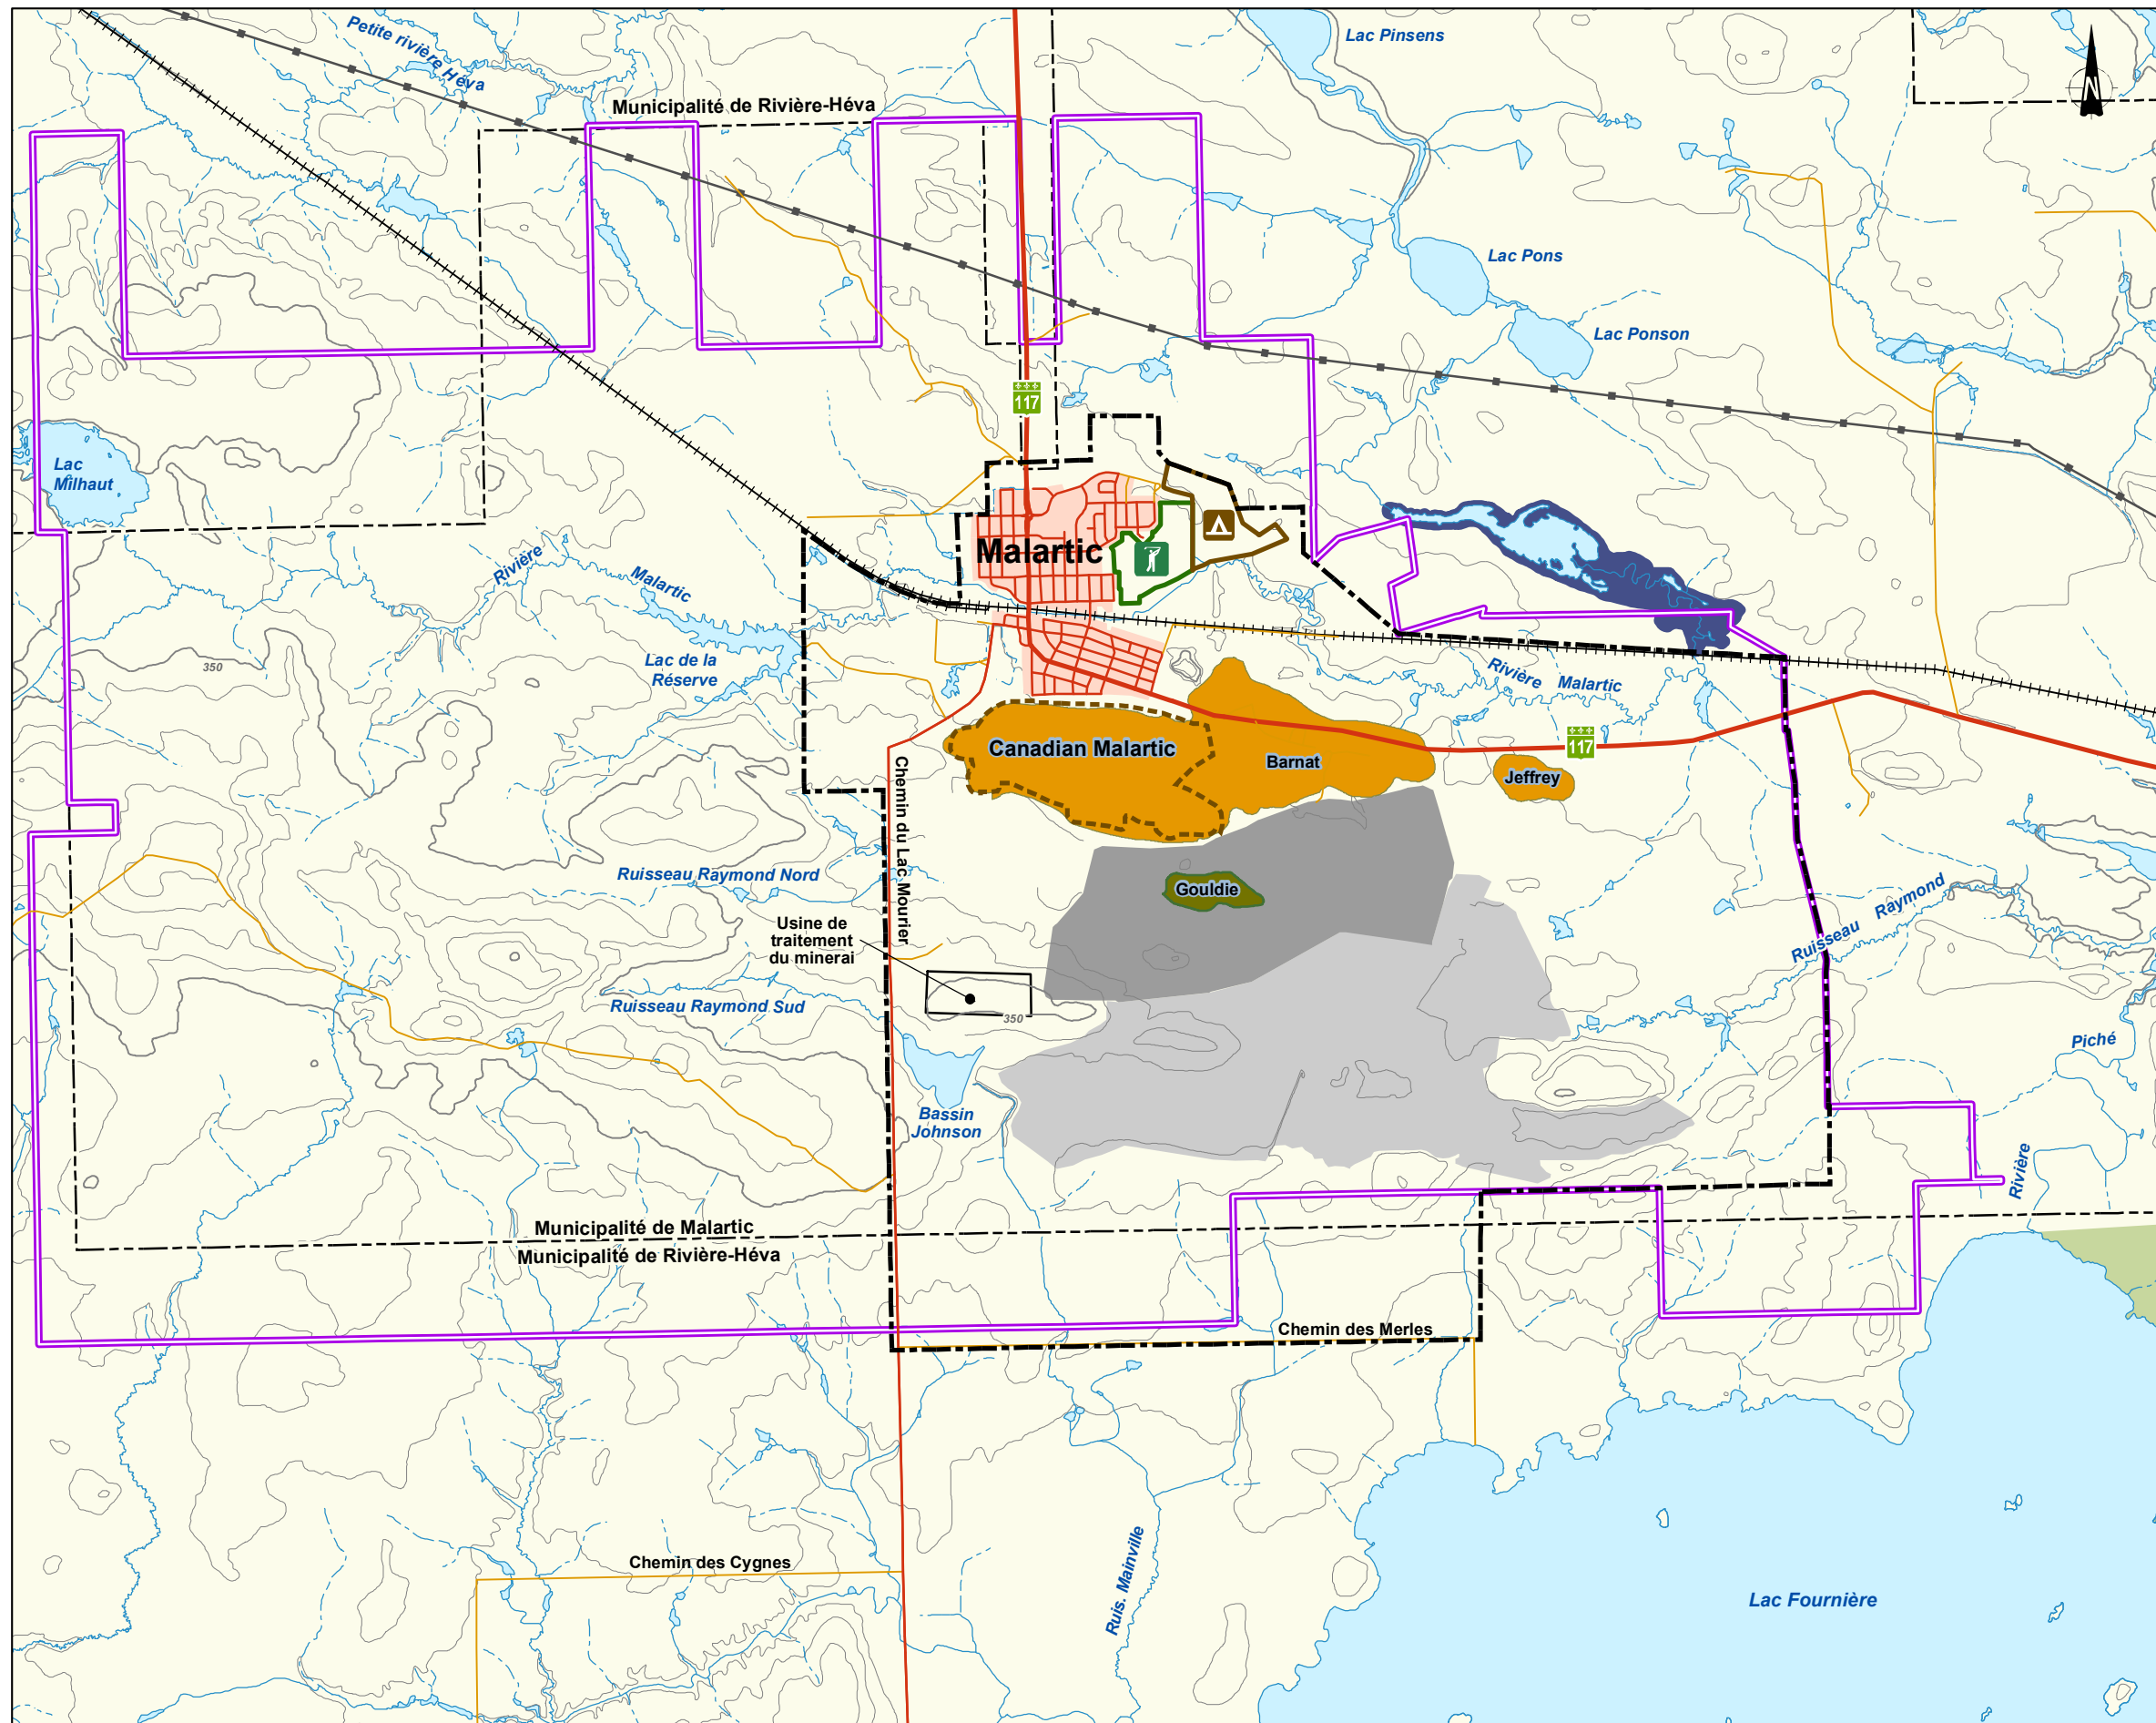 Petite rivière Héva
Lac Pinsens
N
Municipalité de Rivière-Héva
Lac Pons
Lac Ponson
117
Lac
Milhaut
Malartic
Rivière
Malartic
Lac de la
Réserve
350
Rivière
Malartic
117
Canadian Malartic
Barnat
Jeffrey
Chemin du Lac Mourier
Ruisseau Raymond Nord
Gouldie
Usine de
traitement
du minerai
Ruisseau Raymond
Ruisseau Raymond Sud
350
Piché
Bassin
Johnson
Rivière
Municipalité de Malartic
Municipalité de Rivière-Héva
Chemin des Merles
Chemin des Cygnes
Ruis. Mainville
Lac Fournière